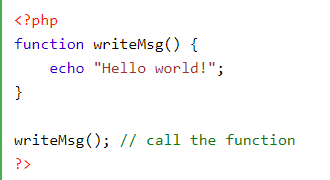 <?php
function writeMsg() {
    echo "Hello world!";
}

writeMsg(); // call the function
?>